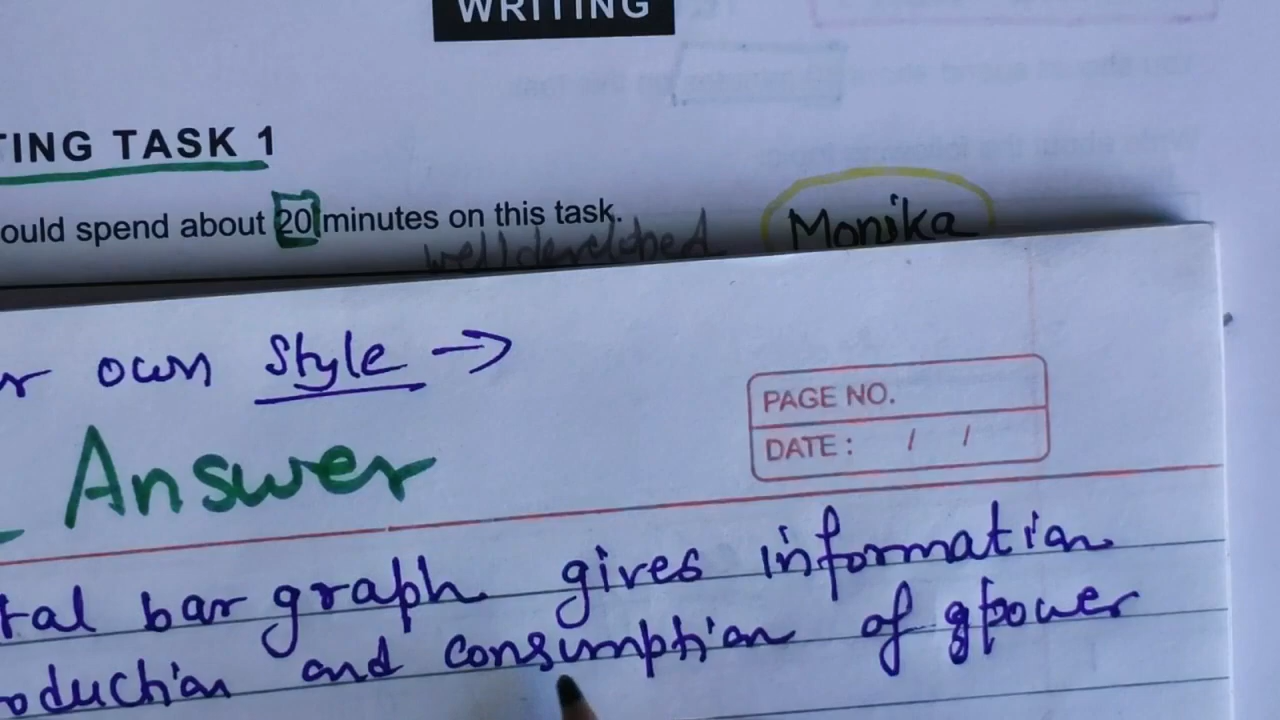 WRITING
TING TASK 1
ould spend about 20 minutes on this task.
welldeveloped
Monika
r own Style →
Answer
PAGE NO.
DATE : / /
tal bar graph gives information
oduction and consumption of power